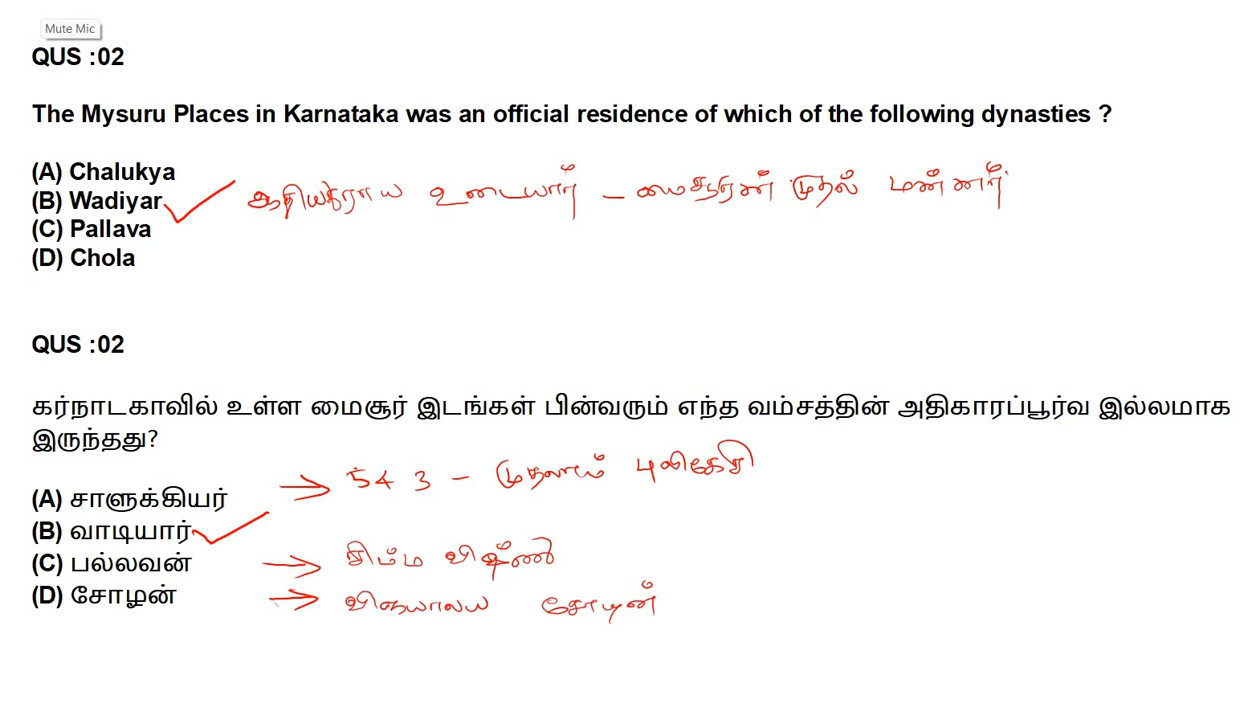 Mute Mic
QUS :02
The Mysuru Places in Karnataka was an official residence of which of the following dynasties ?
(A) Chalukya
(B) Wadiyar
ஆதியதுராய உடையார் – மைசூரின் முதல் மன்னர்
(C) Pallava
(D) Chola
QUS :02
கர்நாடகாவில் உள்ள மைசூர் இடங்கள் பின்வரும் எந்த வம்சத்தின் அதிகாரப்பூர்வ இல்லமாக
இருந்தது?
(A) சாளுக்கியர் → 543 – முதலாம் புலிகேசி
(B) வாடியார்
(C) பல்லவன் → சிம்ம விஷ்ணு
(D) சோழன் → விஜயாலய சோழன்